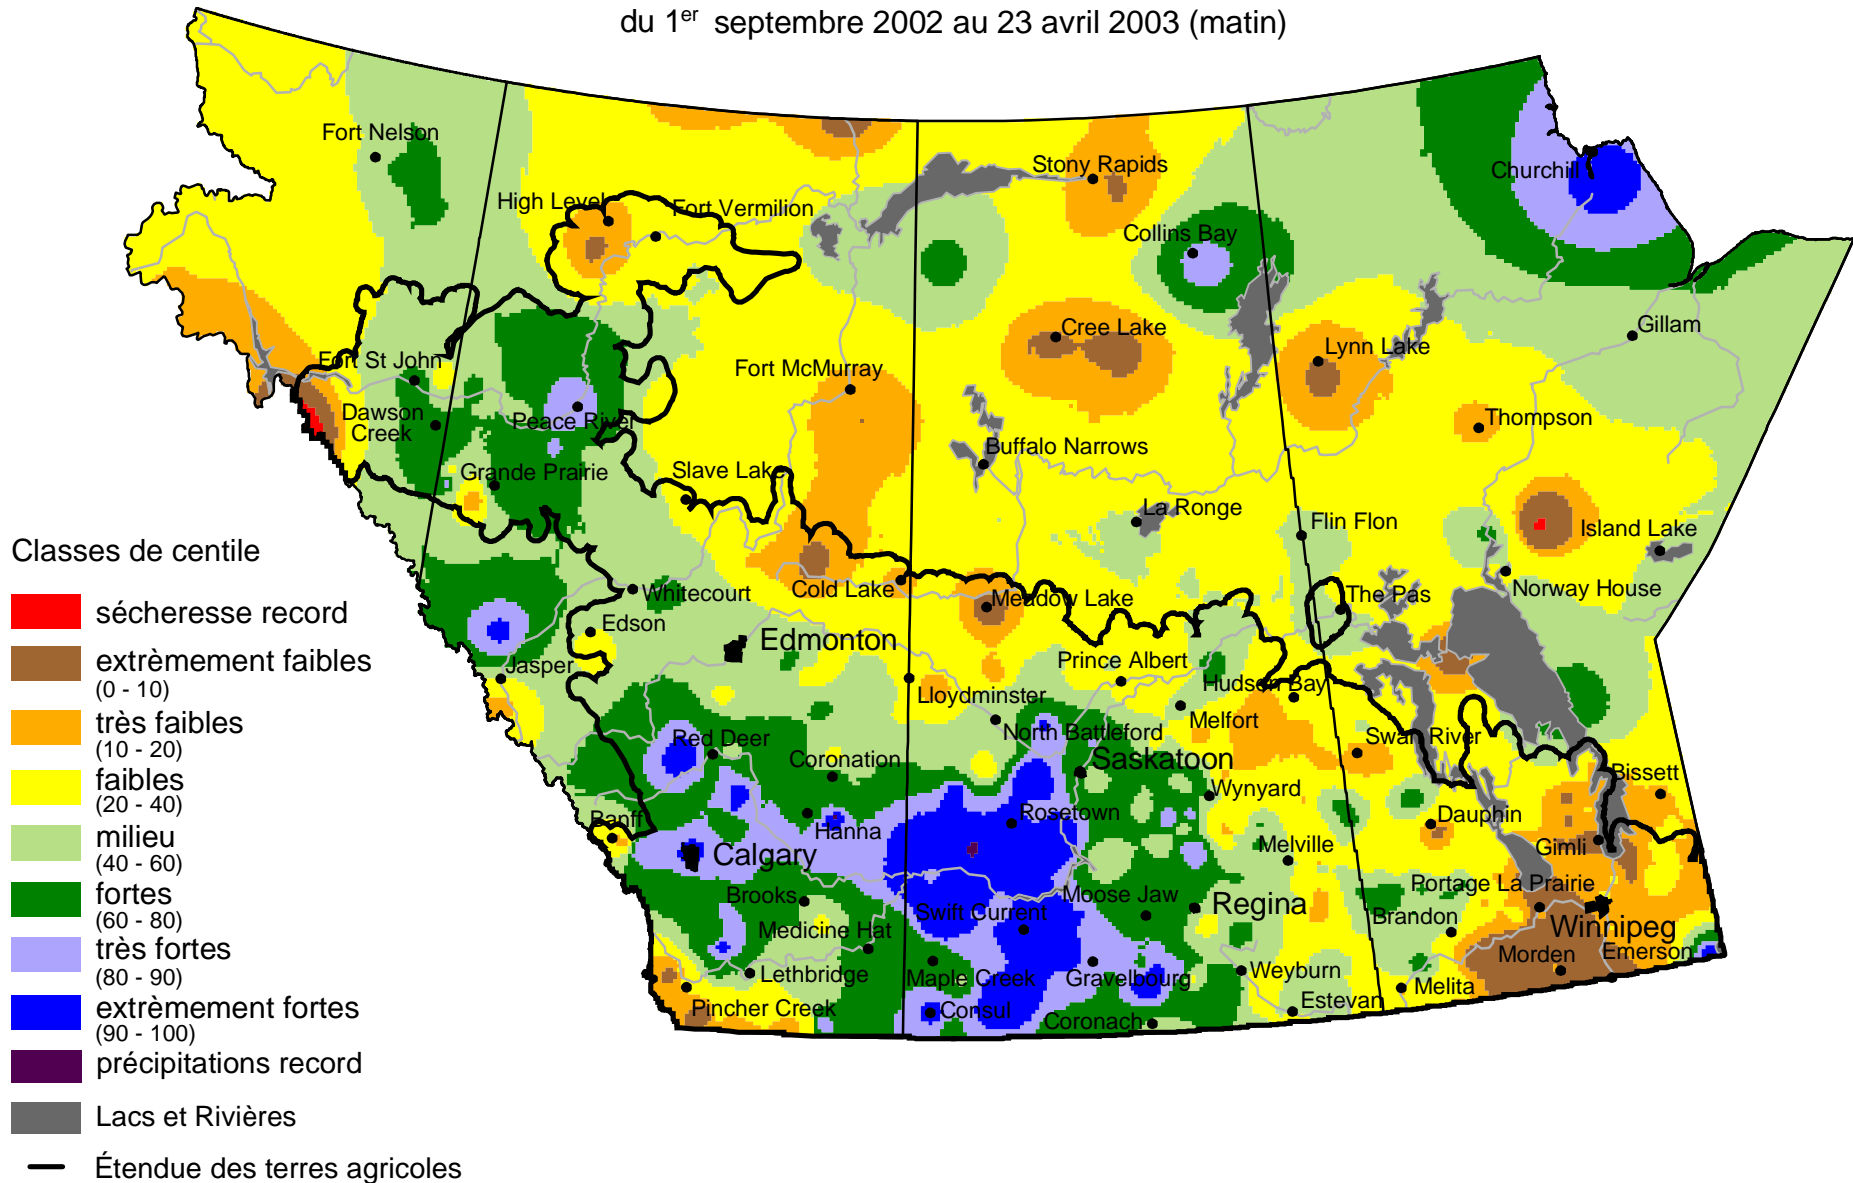 du 1er septembre 2002 au 23 avril 2003 (matin)
Fort Nelson
Churchill
Stony Rapids
High Level
Fort Vermilion
Collins Bay
Gillam
Cree Lake
Lynn Lake
Fort St John
Fort McMurray
Dawson
Creek
Peace River
Thompson
Buffalo Narrows
Grande Prairie
Slave Lake
La Ronge
Flin Flon
Island Lake
Classes de centile
Whitecourt
Cold Lake
Meadow Lake
The Pas
Norway House
sécheresse record
Edson
Edmonton
extrèmement faibles
(0 - 10)
Jasper
Prince Albert
Hudson Bay
Lloydminster
Melfort
très faibles
(10 - 20)
North Battleford
Red Deer
Swan River
Coronation
Saskatoon
Bissett
faibles
(20 - 40)
Wynyard
Rosetown
Dauphin
Banff
Hanna
milieu
(40 - 60)
Calgary
Melville
Gimli
fortes
(60 - 80)
Brooks
Moose Jaw
Portage La Prairie
Regina
Swift Current
Brandon
Winnipeg
Medicine Hat
très fortes
(80 - 90)
Morden
Emerson
Lethbridge
Maple Creek
Gravelbourg
Weyburn
Melita
extrèmement fortes
(90 - 100)
Pincher Creek
Consul
Coronach
Estevan
précipitations record
Lacs et Rivières
Étendue des terres agricoles